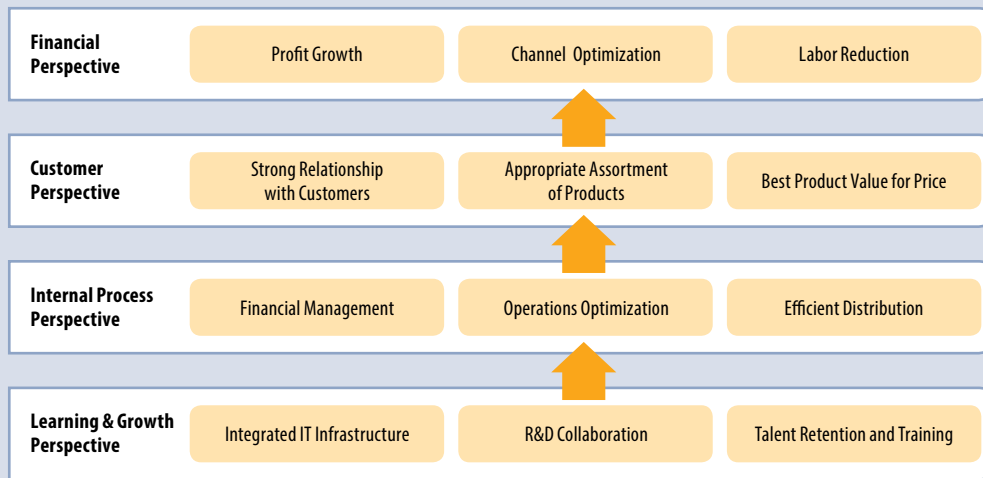 Financial
Perspective
Profit Growth
Channel Optimization
Labor Reduction
Customer
Perspective
Strong Relationship
with Customers
Appropriate Assortment
of Products
Best Product Value for Price
Internal Process
Perspective
Financial Management
Operations Optimization
Efficient Distribution
Learning & Growth
Perspective
Integrated IT Infrastructure
R&D Collaboration
Talent Retention and Training